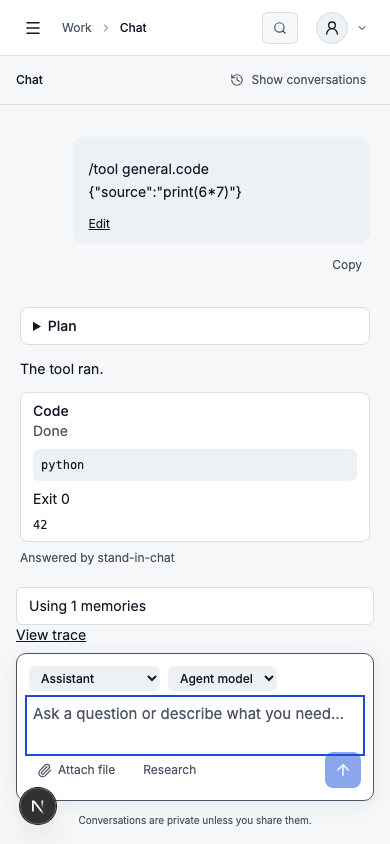 Work
Chat
Chat
Show conversations
/tool general.code
{"source":"print(6*7)"}
Edit
Copy
Plan
The tool ran.
Code
Done
python
Exit 0
42
Answered by stand-in-chat
Using 1 memories
View trace
Assistant
Agent model
Ask a question or describe what you need...
Attach file
Research
N
Conversations are private unless you share them.